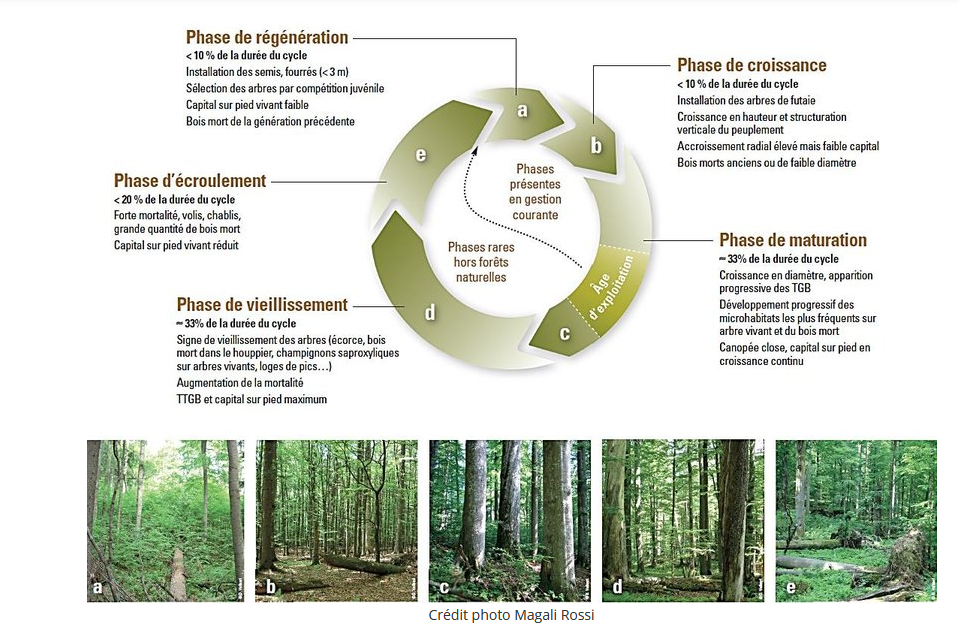 Phase de régénération
< 10 % de la durée du cycle
Installation des semis, fourrés (< 3 m)
Sélection des arbres par compétition juvénile
Capital sur pied vivant faible
Bois mort de la génération précédente
Phase de croissance
< 10 % de la durée du cycle
Installation des arbres de futaie
Croissance en hauteur et structuration
verticale du peuplement
Accroissement radial élevé mais faible capital
Bois morts anciens ou de faible diamètre
Phase d'écroulement
< 20 % de la durée du cycle
Forte mortalité, volis, chablis,
grande quantité de bois mort
Capital sur pied vivant réduit
Phase de maturation
≈ 33% de la durée du cycle
Croissance en diamètre, apparition
progressive des TGB
Développement progressif des
microhabitats les plus fréquents sur
arbre vivant et du bois mort
Canopée close, capital sur pied en
croissance continu
Phase de vieillissement
≈ 33% de la durée du cycle
Signe de vieillissement des arbres (écorce, bois
mort dans le houppier, champignons saproxyliques
sur arbres vivants, loges de pics…)
Augmentation de la mortalité
TTGB et capital sur pied maximum
a
b
e
d
c
Phases
présentes
en gestion
courante
Phases rares
hors forêts
naturelles
Âge
d'exploitation
a
b
c
d
e
Crédit photo Magali Rossi